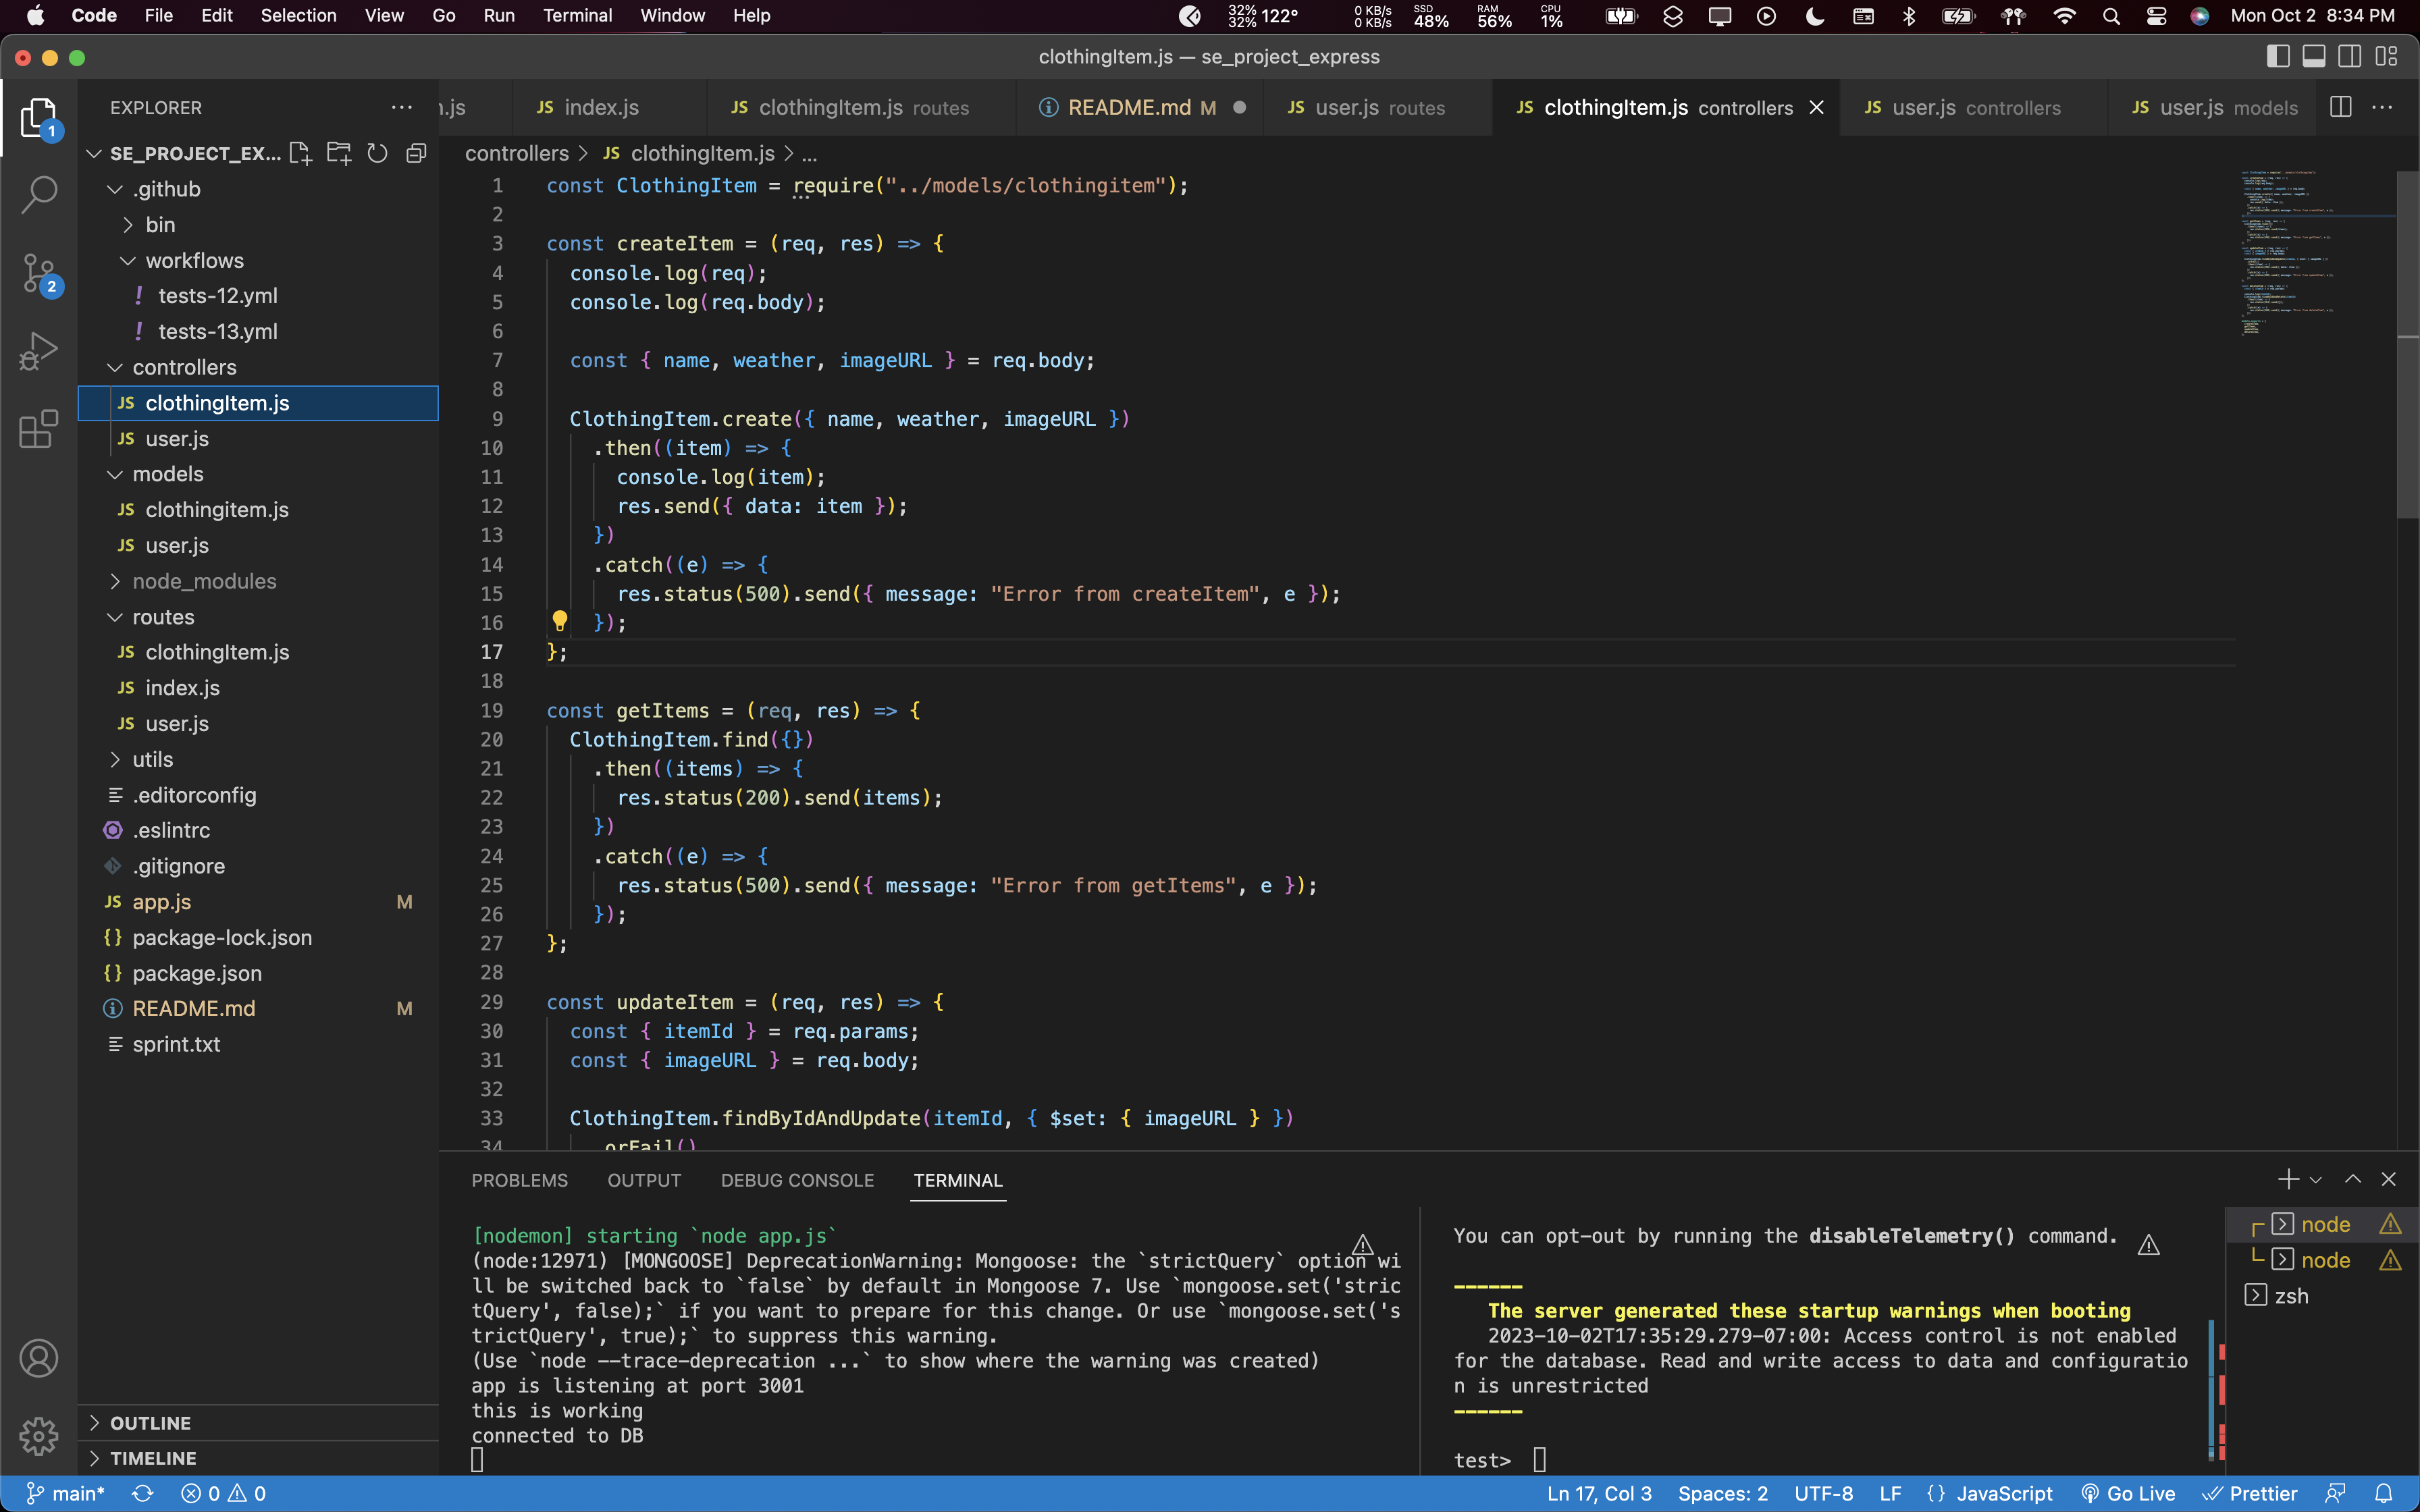 Code File Edit Selection View Go Run Terminal Window Help
32% 32% 122° 0 KB/s 0 KB/s SSD 48% RAM 56% CPU 1% Mon Oct 2 8:34 PM
clothingItem.js — se_project_express
EXPLORER
SE_PROJECT_EX...
.github
bin
workflows
tests-12.yml
tests-13.yml
controllers
clothingItem.js
user.js
models
clothingitem.js
user.js
node_modules
routes
clothingItem.js
index.js
user.js
utils
.editorconfig
.eslintrc
.gitignore
app.js M
package-lock.json
package.json
README.md M
sprint.txt
OUTLINE
TIMELINE
1
2
.js JS index.js JS clothingItem.js routes README.md M JS user.js routes JS clothingItem.js controllers JS user.js controllers JS user.js models
controllers > JS clothingItem.js > ...
1 const ClothingItem = require("../models/clothingitem");
2
3 const createItem = (req, res) => {
4 console.log(req);
5 console.log(req.body);
6
7 const { name, weather, imageURL } = req.body;
8
9 ClothingItem.create({ name, weather, imageURL })
10 .then((item) => {
11 console.log(item);
12 res.send({ data: item });
13 })
14 .catch((e) => {
15 res.status(500).send({ message: "Error from createItem", e });
16 });
17 };
18
19 const getItems = (req, res) => {
20 ClothingItem.find({})
21 .then((items) => {
22 res.status(200).send(items);
23 })
24 .catch((e) => {
25 res.status(500).send({ message: "Error from getItems", e });
26 });
27 };
28
29 const updateItem = (req, res) => {
30 const { itemId } = req.params;
31 const { imageURL } = req.body;
32
33 ClothingItem.findByIdAndUpdate(itemId, { $set: { imageURL } })
34 .orFail()
PROBLEMS OUTPUT DEBUG CONSOLE TERMINAL
[nodemon] starting `node app.js`
(node:12971) [MONGOOSE] DeprecationWarning: Mongoose: the `strictQuery` option wi
ll be switched back to `false` by default in Mongoose 7. Use `mongoose.set('stric
tQuery', false);` if you want to prepare for this change. Or use `mongoose.set('s
trictQuery', true);` to suppress this warning.
(Use `node --trace-deprecation ...` to show where the warning was created)
app is listening at port 3001
this is working
connected to DB
You can opt-out by running the disableTelemetry() command.
------
The server generated these startup warnings when booting
2023-10-02T17:35:29.279-07:00: Access control is not enabled
for the database. Read and write access to data and configuratio
n is unrestricted
------
test>
node
node
zsh
main* 0 0 Ln 17, Col 3 Spaces: 2 UTF-8 LF {} JavaScript Go Live Prettier